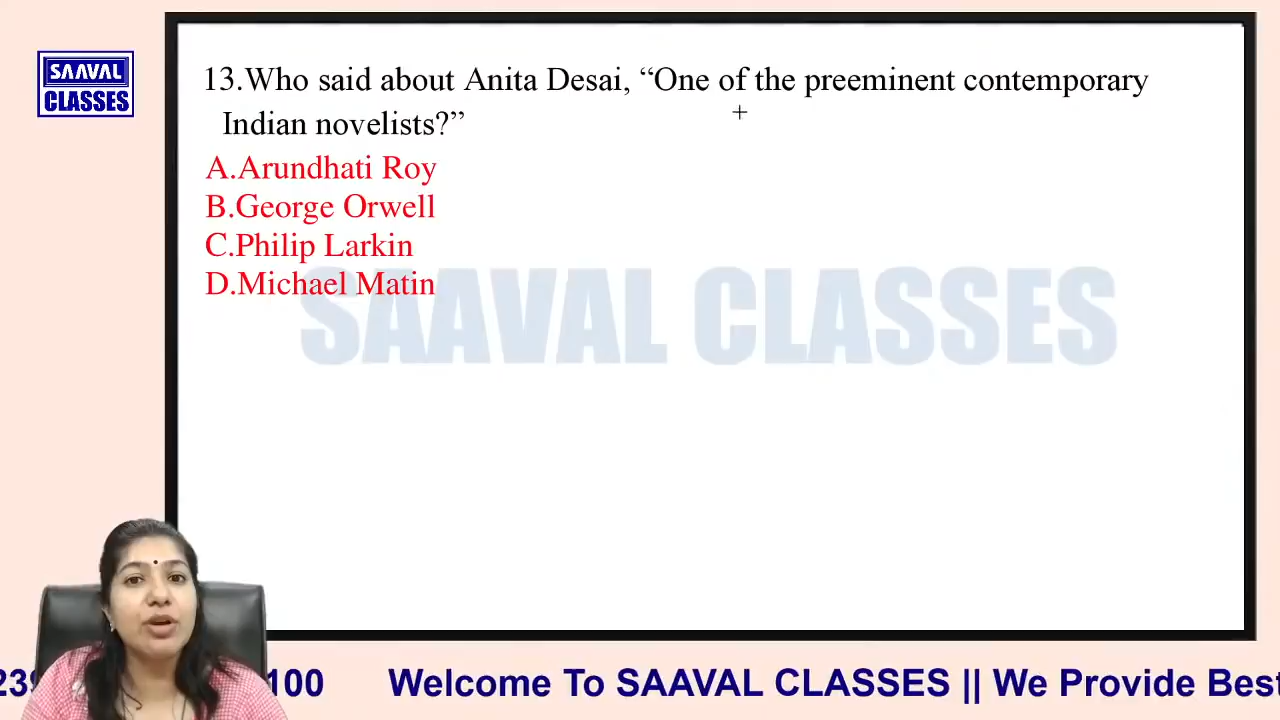 SAAVAL
CLASSES
13.Who said about Anita Desai, “One of the preeminent contemporary
Indian novelists?”
A.Arundhati Roy
B.George Orwell
C.Philip Larkin
D.Michael Matin
SAAVAL CLASSES
100 Welcome To SAAVAL CLASSES || We Provide Best